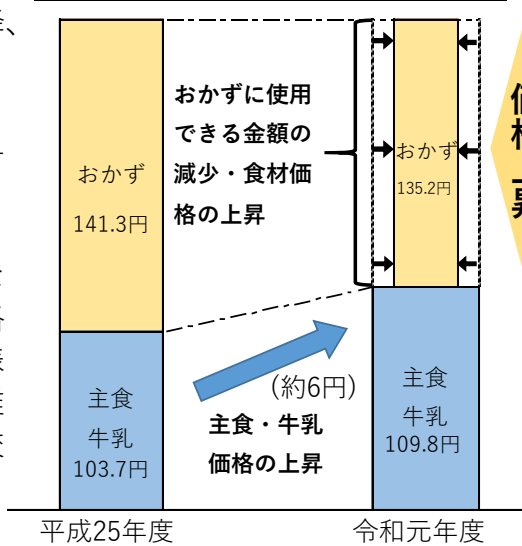 おかず
141.3円
主食
牛乳
103.7円
平成25年度
おかずに使用
できる金額の
減少・食材価
格の上昇
(約6円)
主食・牛乳
価格の上昇
おかず
135.2円
主食
牛乳
109.8円
令和元年度